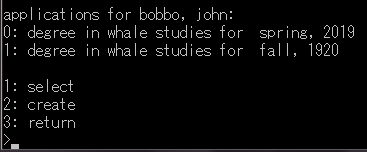 applications for bobbo, john:
0: degree in whale studies for  spring, 2019
1: degree in whale studies for  fall, 1920
1: select
2: create
3: return
>